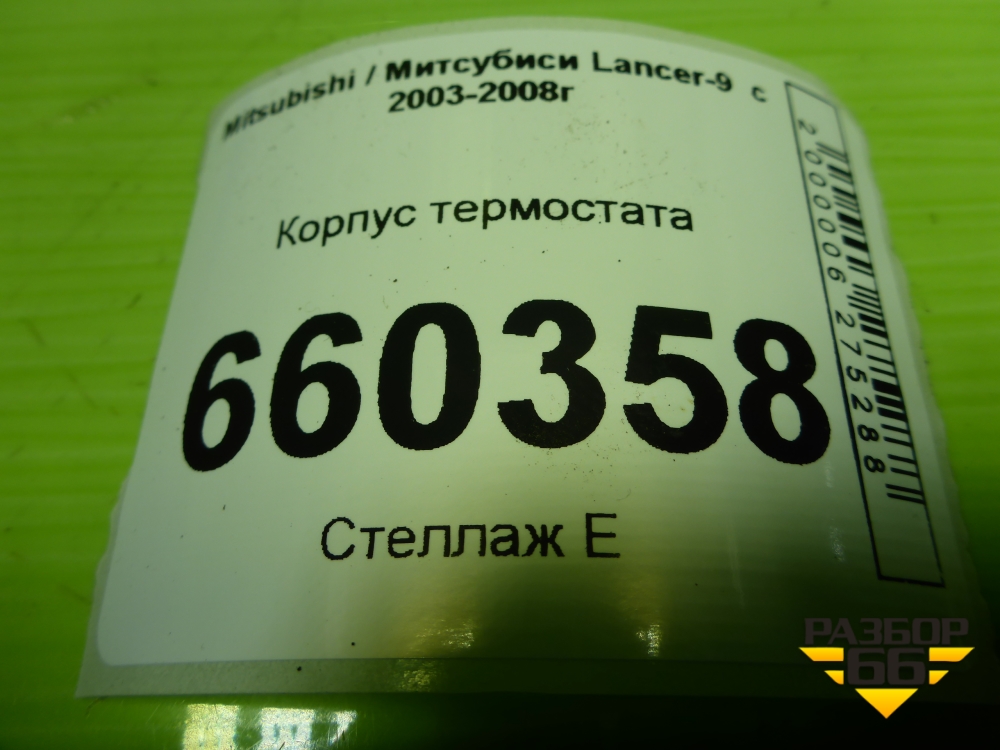 Mitsubishi / Митсубиси Lancer-9 с
2003-2008г
Корпус термостата
660358
Стеллаж Е
2000006275288
РАЗБОР
66